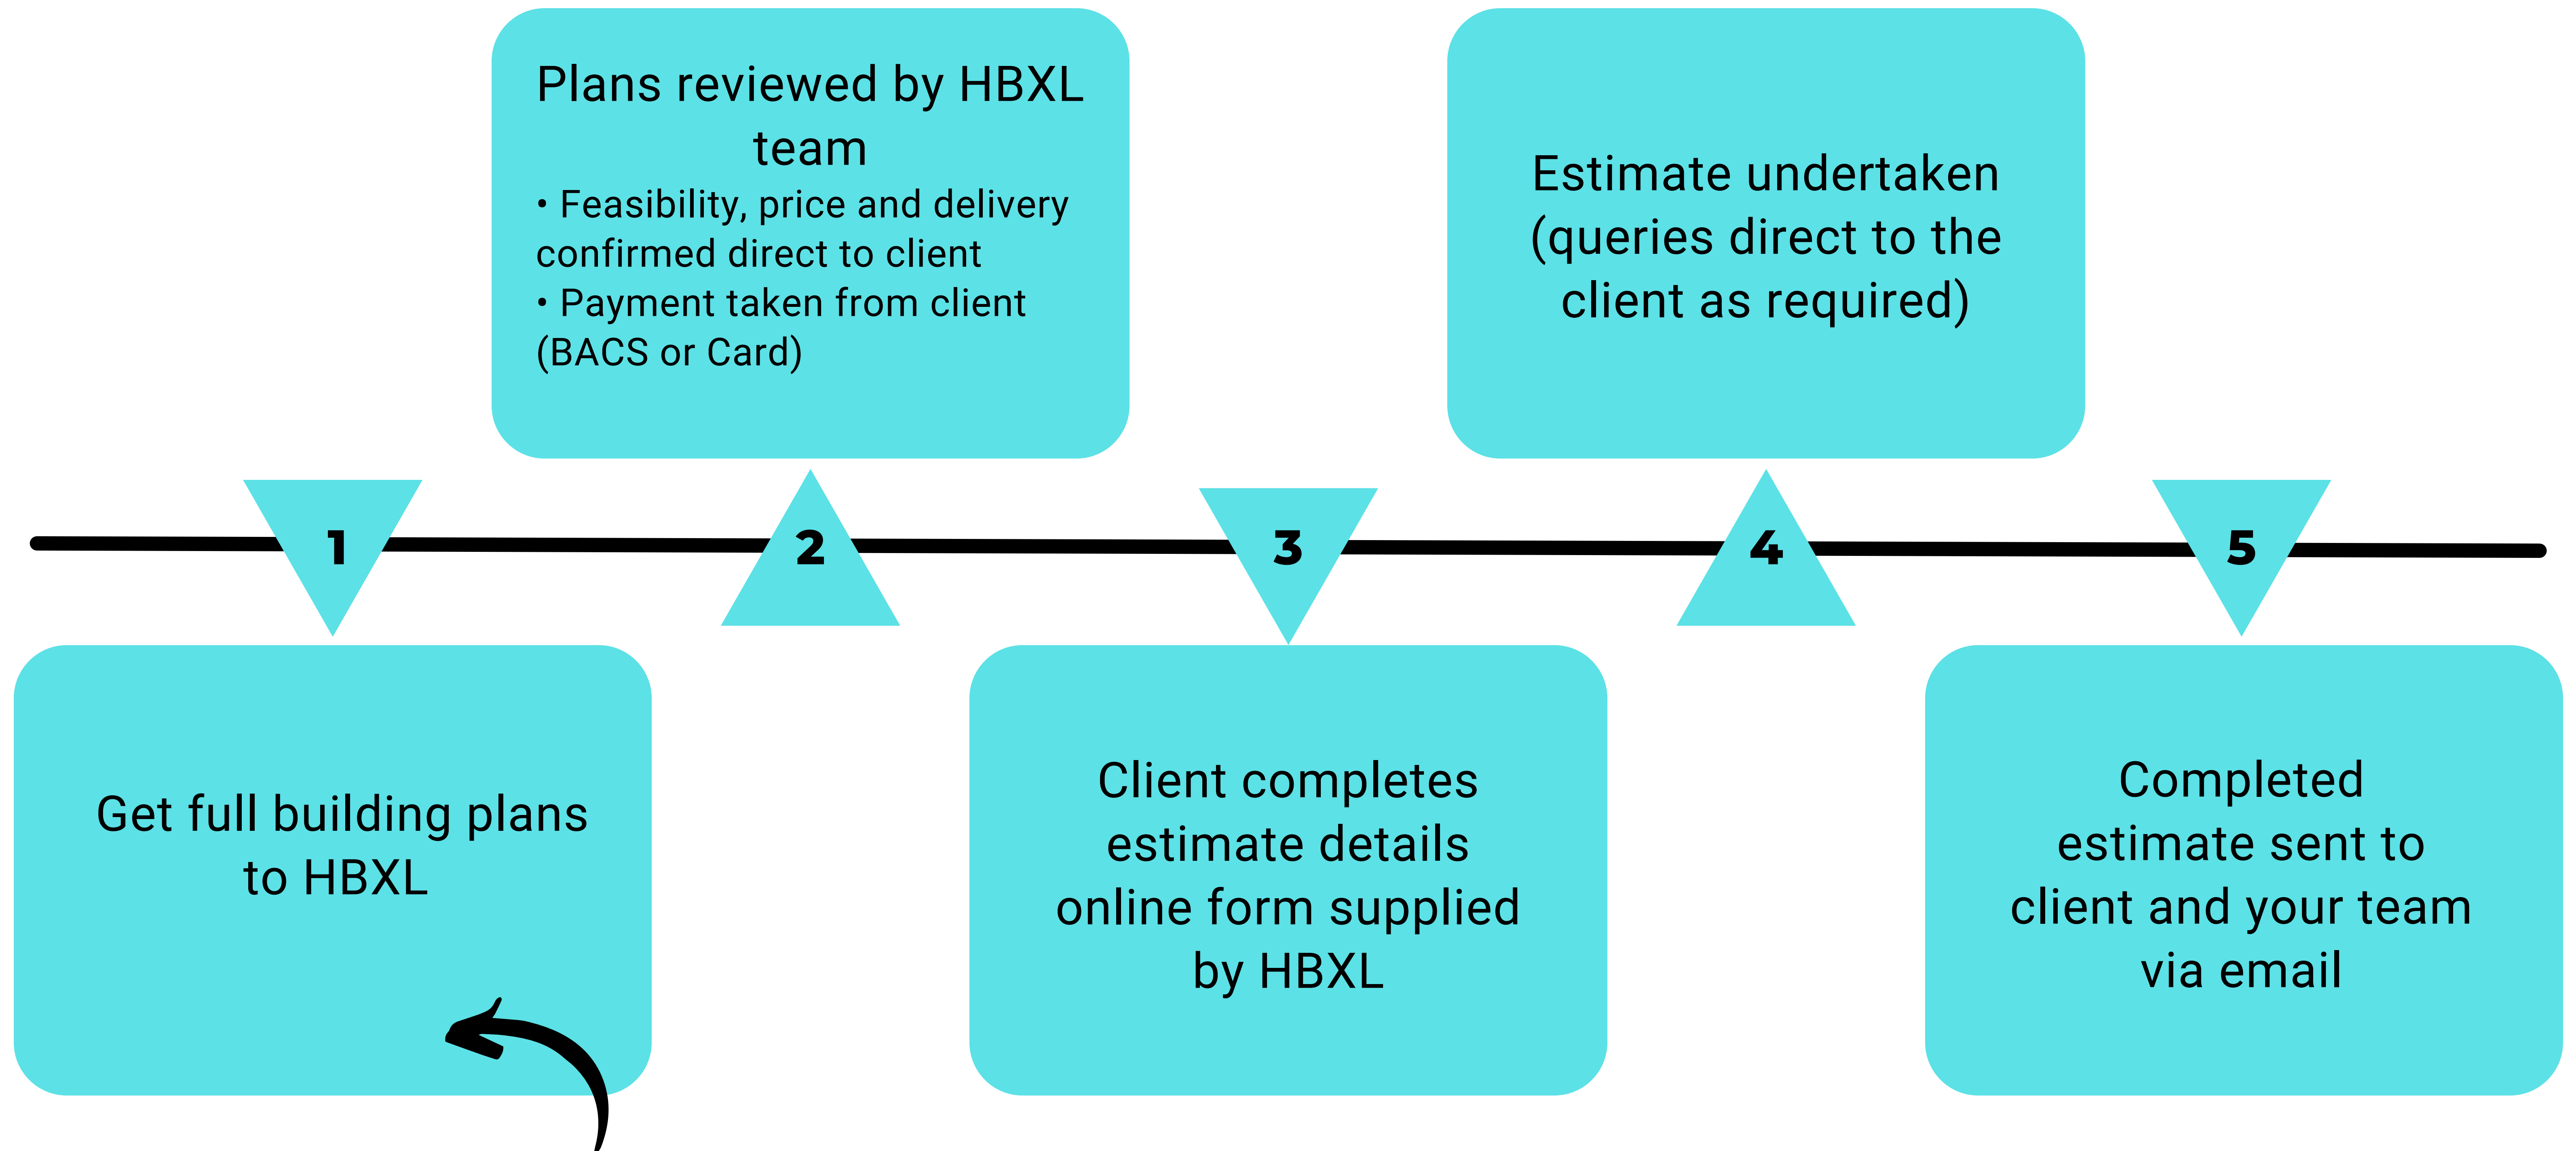 1
Get full building plans
to HBXL
2
Plans reviewed by HBXL
team
• Feasibility, price and delivery
confirmed direct to client
• Payment taken from client
(BACS or Card)
3
Client completes
estimate details
online form supplied
by HBXL
4
Estimate undertaken
(queries direct to the
client as required)
5
Completed
estimate sent to
client and your team
via email